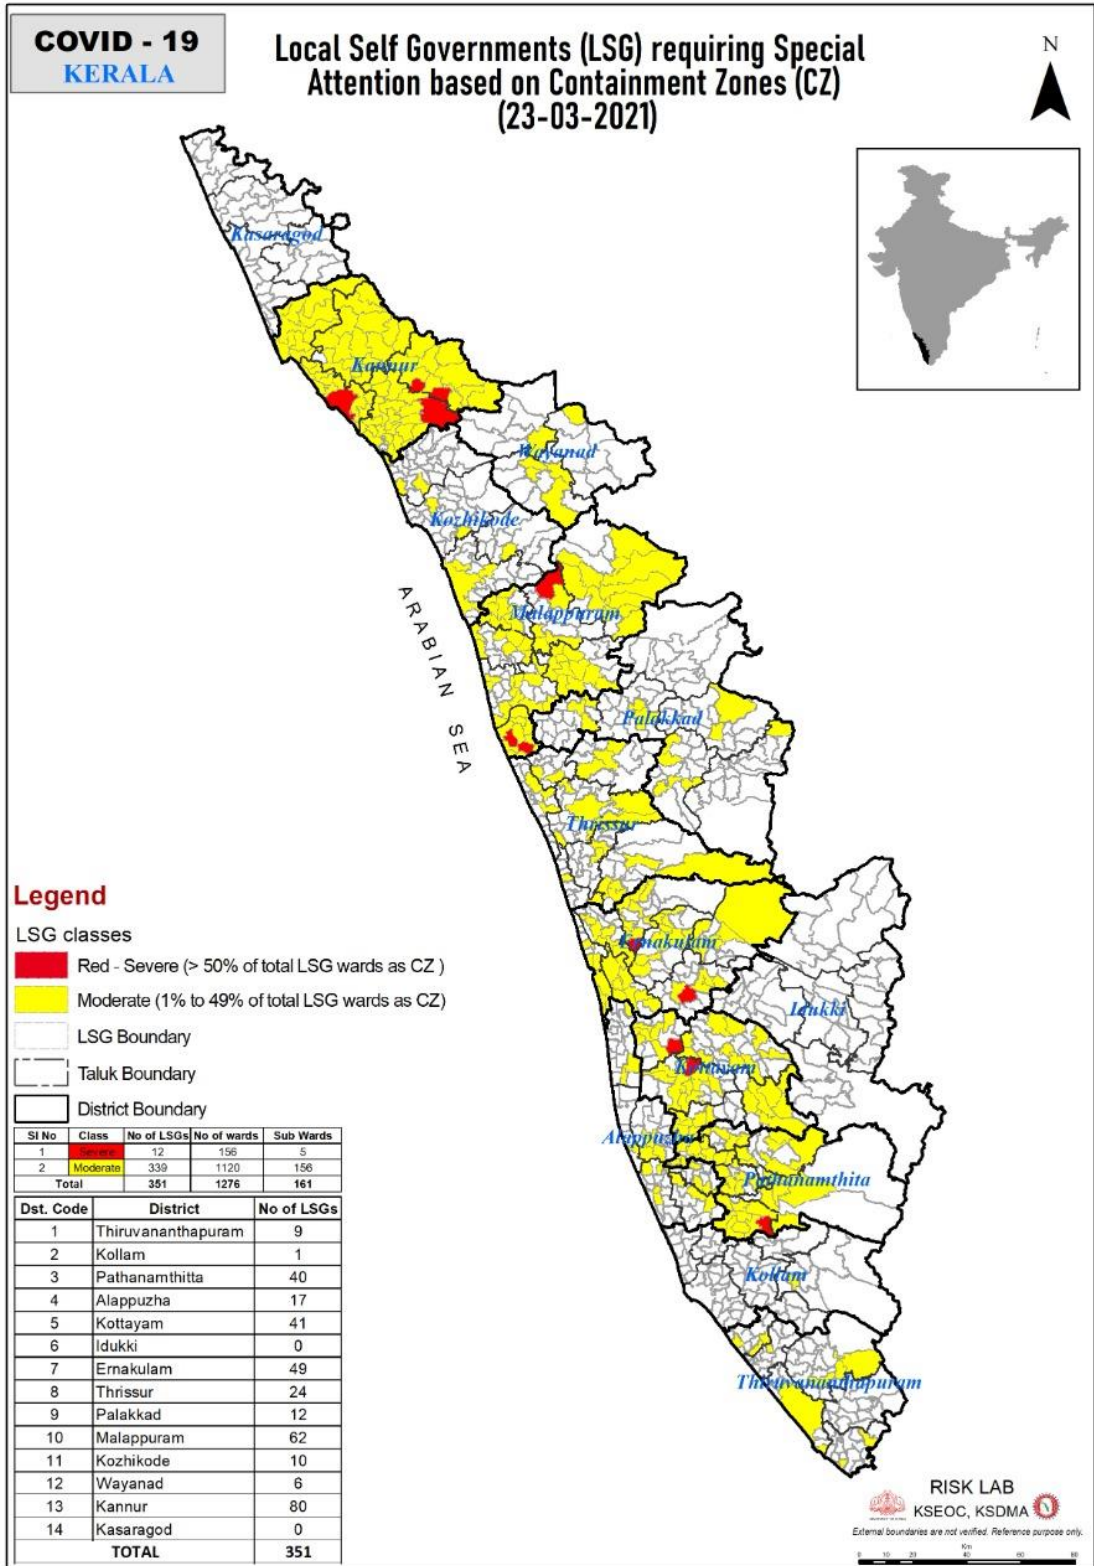 COVID - 19
KERALA
Local Self Governments (LSG) requiring Special
Attention based on Containment Zones (CZ)
(23-03-2021)
N
Kasaragod
Kannur
Wayanad
Kozhikode
ARABIAN SEA
Malappuram
Palakkad
Thrissur
Ernakulam
Idukki
Kottayam
Alappuzha
Pathanamthita
Kollam
Thiruvananthapuram
Legend
LSG classes
Red - Severe (> 50% of total LSG wards as CZ )
Moderate (1% to 49% of total LSG wards as CZ)
LSG Boundary
Taluk Boundary
District Boundary
Sl No Class No of LSGs No of wards Sub Wards
1 Severe 12 156 5
2 Moderate 339 1120 156
Total 351 1276 161
Dst. Code District No of LSGs
1 Thiruvananthapuram 9
2 Kollam 1
3 Pathanamthitta 40
4 Alappuzha 17
5 Kottayam 41
6 Idukki 0
7 Ernakulam 49
8 Thrissur 24
9 Palakkad 12
10 Malappuram 62
11 Kozhikode 10
12 Wayanad 6
13 Kannur 80
14 Kasaragod 0
TOTAL 351
RISK LAB
KSEOC, KSDMA
External boundaries are not verified. Reference purpose only.
Km
0 10 20 40 60 80